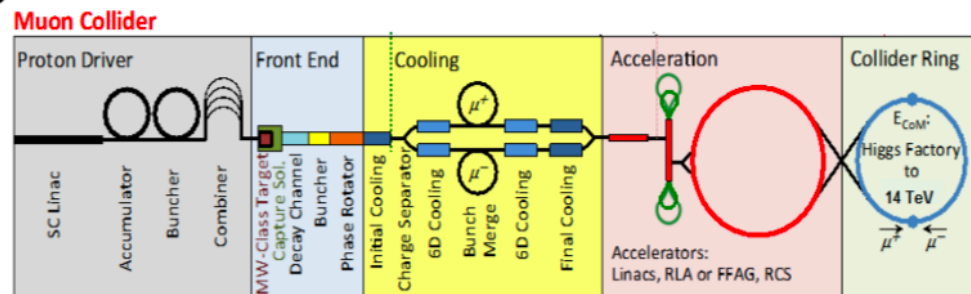 Muon Collider
Proton Driver
Front End
Cooling
Acceleration
Collider Ring
μ+
μ−
E_CoM:
Higgs Factory
to
14 TeV
μ+
μ−
SC Linac
Accumulator
Buncher
Combiner
MW-Class Target
Capture Sol.
Decay Channel
Buncher
Phase Rotator
Initial Cooling
Charge Separator
6D Cooling
Bunch
Merge
6D Cooling
Final Cooling
Accelerators:
Linacs, RLA or FFAG, RCS